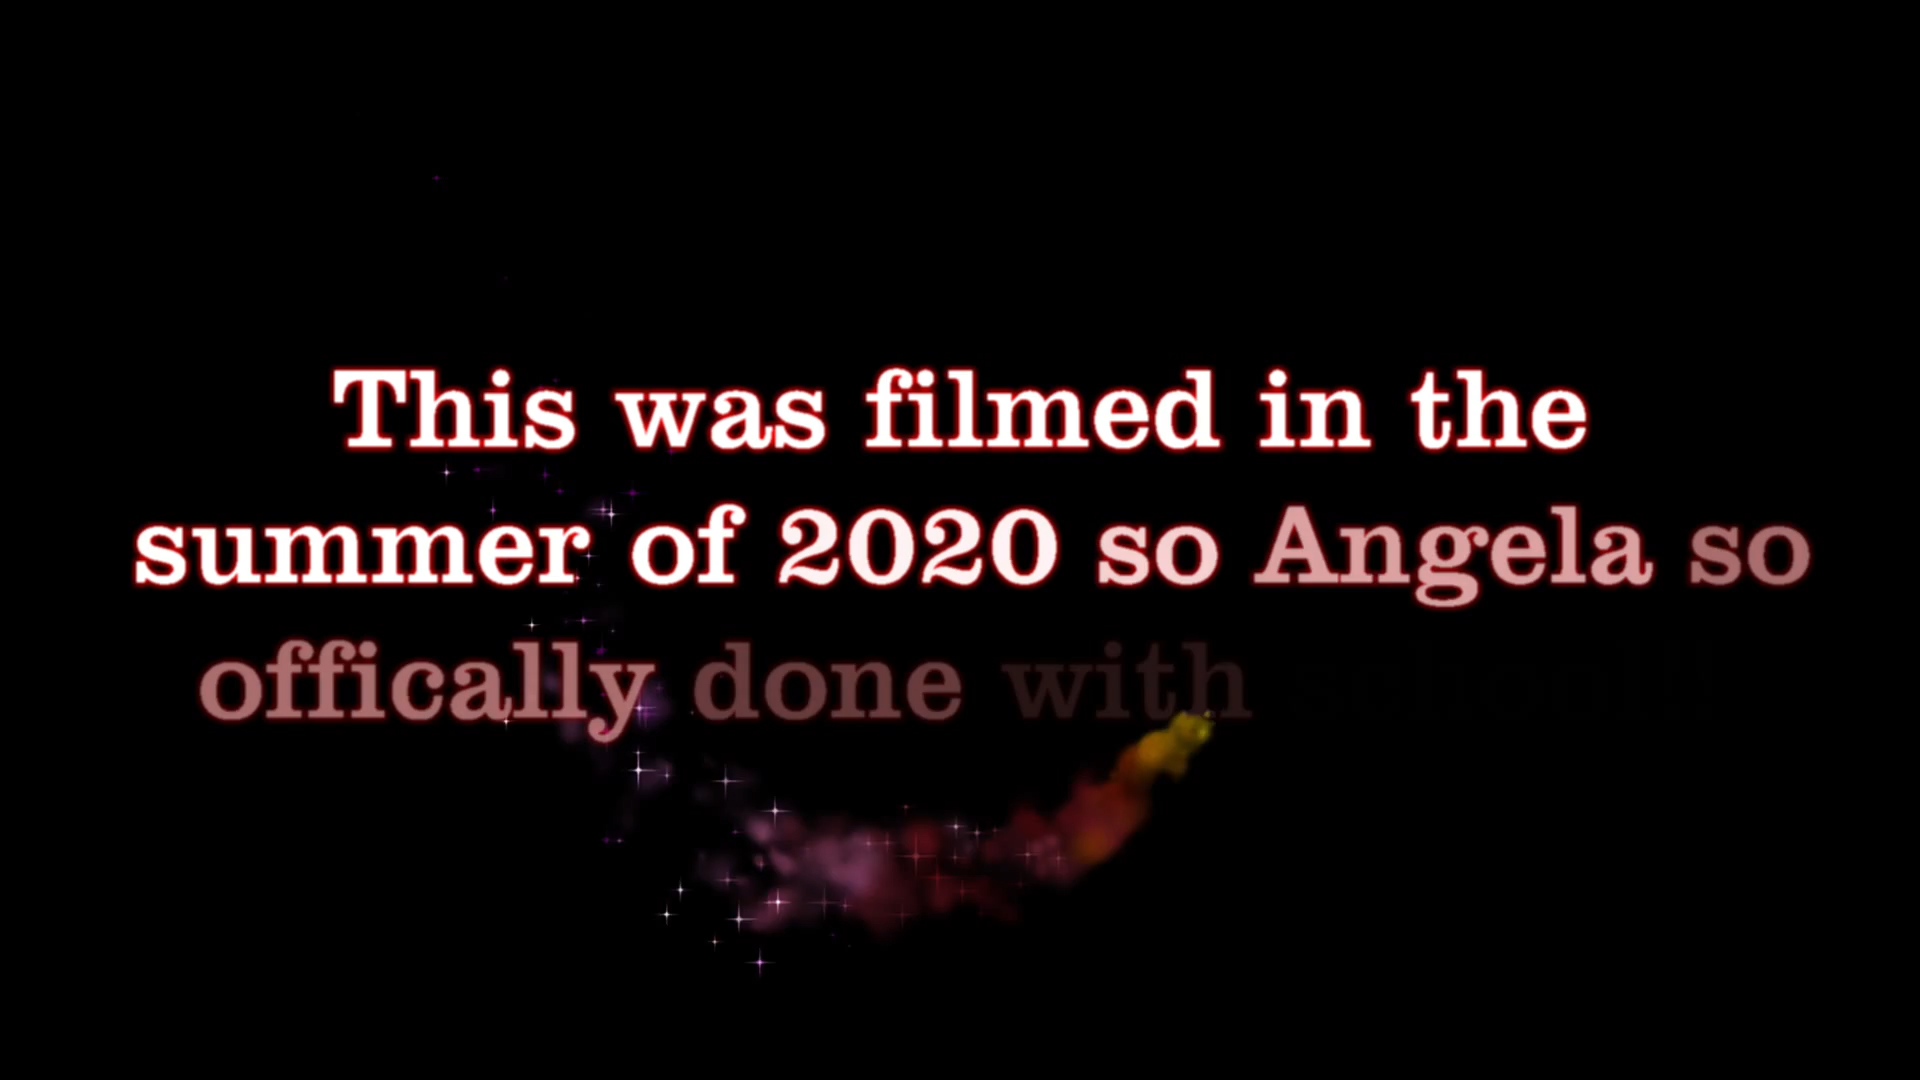 This was filmed in the
summer of 2020 so Angela so
offically done with